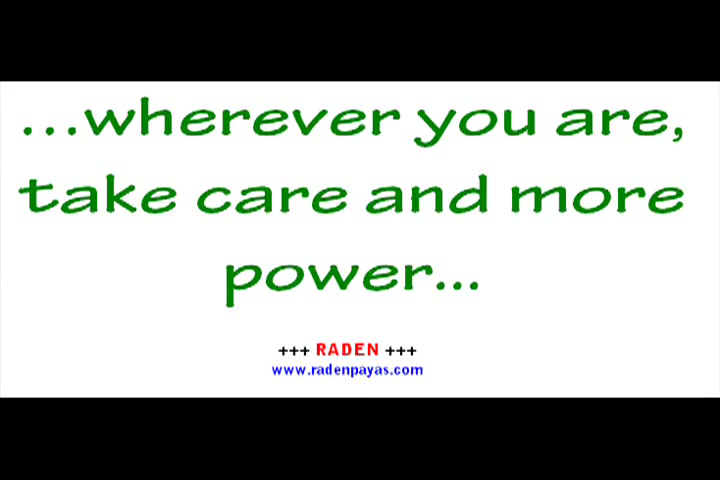 ...wherever you are,
take care and more
power...
+++ RADEN +++
www.radenpayas.com